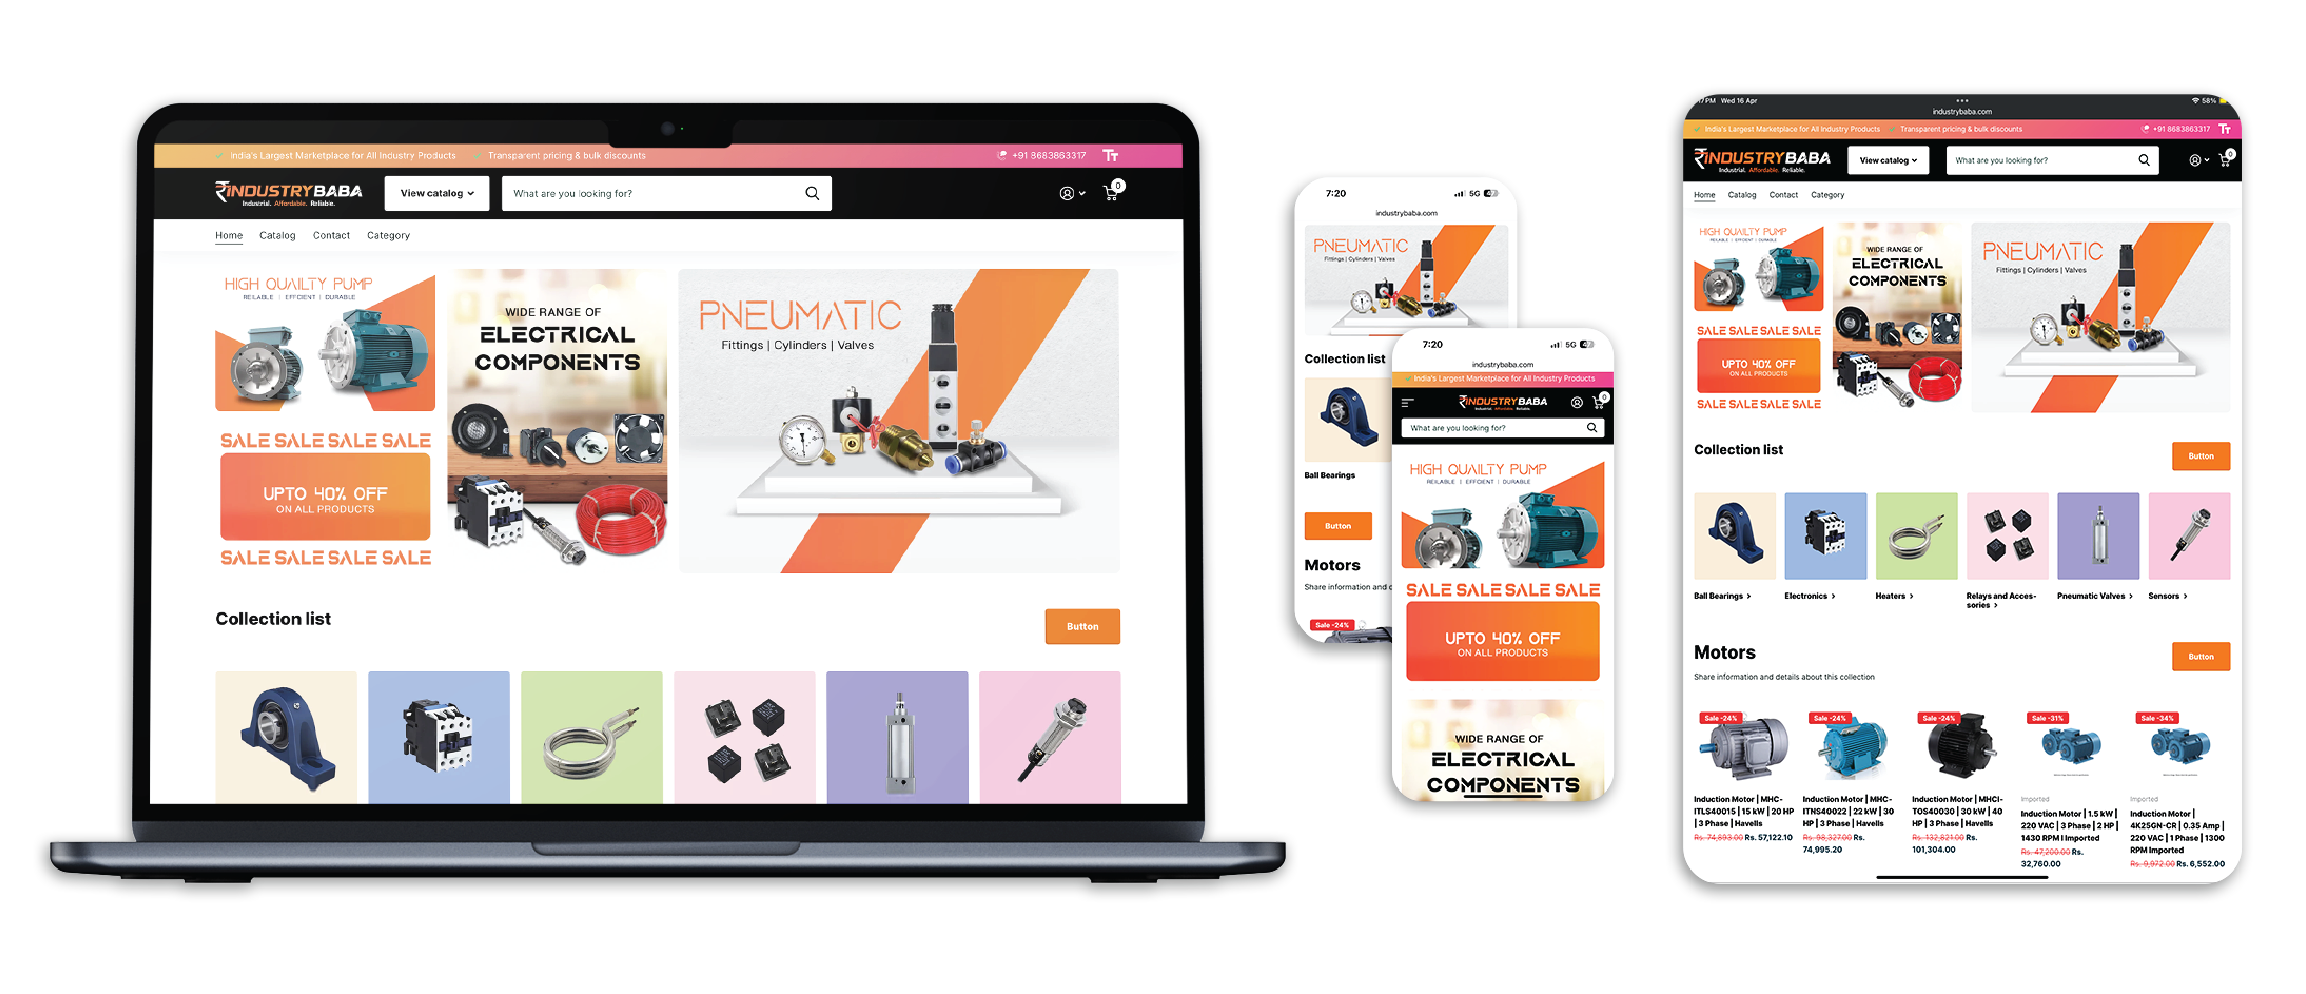 India's Largest Marketplace for All Industry Products
Transparent pricing & bulk discounts
+91 8683863317
INDUSTRYBABA
Industrial. Affordable. Reliable.
View catalog
What are you looking for?
0
Home
Catalog
Contact
Category
HIGH QUAILTY PUMP
REILABLE | EFFCIENT | DURABLE
SALE SALE SALE SALE
UPTO 40% OFF
ON ALL PRODUCTS
SALE SALE SALE SALE
WIDE RANGE OF
ELECTRICAL
COMPONENTS
PNEUMATIC
Fittings | Cyllinders | Valves
Collection list
Button
7:20
5G
industrybaba.com
PNEUMATIC
Fittings | Cylinders | Valves
Collection list
Ball Bearings
Button
Motors
Share information and
Sale -24%
7:20
5G
industrybaba.com
India's Largest Marketplace for All Industry Products
INDUSTRYBABA
Industrial. Affordable. Reliable.
0
What are you looking for?
HIGH QUAILTY PUMP
REILABLE | EFFICIENT | DURABLE
SALE SALE SALE SALE
UPTO 40% OFF
ON ALL PRODUCTS
WIDE RANGE OF
ELECTRICAL
COMPONENTS
Wed 16 Apr
58%
industrybaba.com
India's Largest Marketplace for All Industry Products
Transparent pricing & bulk discounts
+91 8683863317
INDUSTRYBABA
Industrial. Affordable. Reliable.
View catalog
What are you looking for?
0
Home
Catalog
Contact
Category
HIGH QUAILTY PUMP
REILABLE | EFFICIENT | DURABLE
SALE SALE SALE SALE
UPTO 40% OFF
ON ALL PRODUCTS
SALE SALE SALE SALE
WIDE RANGE OF
ELECTRICAL
COMPONENTS
PNEUMATIC
Fittings | Cylinders | Valves
Collection list
Button
Ball Bearings
Electronics
Heaters
Relays and Acces-
sories
Pneumatic Valves
Sensors
Motors
Button
Share information and details about this collection
Sale -24%
Induction Motor | MHC-
ITLS40015 | 15 kW | 20 HP
| 3 Phase | Havells
Rs. 74,893.00 Rs. 57,122.10
Sale -24%
Induction Motor | MHC-
ITNS40022 | 22 kW | 30
HP | 3 Phase | Havells
Rs. 98,327.00 Rs.
74,995.20
Sale -24%
Induction Motor | MHCI-
TOS40030 | 30 kW | 40
HP | 3 Phase | Havells
Rs. 132,821.00 Rs.
101,304.00
Sale -31%
Imported
Induction Motor | 1.5 kW |
220 VAC | 3 Phase | 2 HP |
1430 RPM Imported
Rs. 47,200.00 Rs.
32,760.00
Sale -34%
Imported
Induction Motor |
4K25GN-CR | 0.35 Amp |
220 VAC | 1 Phase | 1300
RPM Imported
Rs. 9,972.00 Rs. 6,552.00